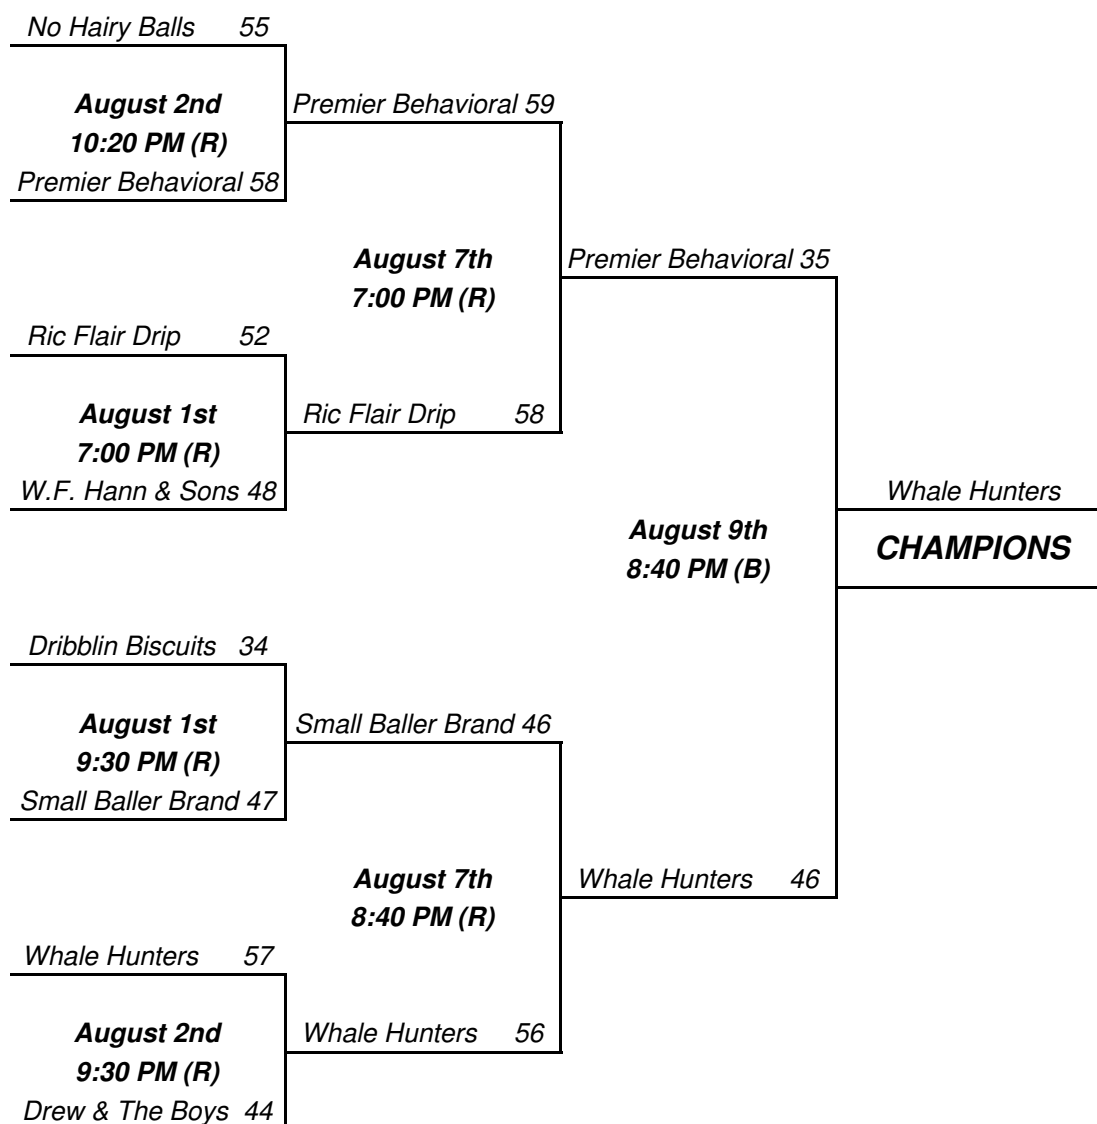 No Hairy Balls 55
August 2nd
10:20 PM (R)
Premier Behavioral 58
Premier Behavioral 59
August 7th
7:00 PM (R)
Premier Behavioral 35
Ric Flair Drip 52
August 1st
7:00 PM (R)
W.F. Hann & Sons 48
Ric Flair Drip 58
August 9th
8:40 PM (B)
Whale Hunters
CHAMPIONS
Dribblin Biscuits 34
August 1st
9:30 PM (R)
Small Baller Brand 47
Small Baller Brand 46
August 7th
8:40 PM (R)
Whale Hunters 46
Whale Hunters 57
August 2nd
9:30 PM (R)
Drew & The Boys 44
Whale Hunters 56